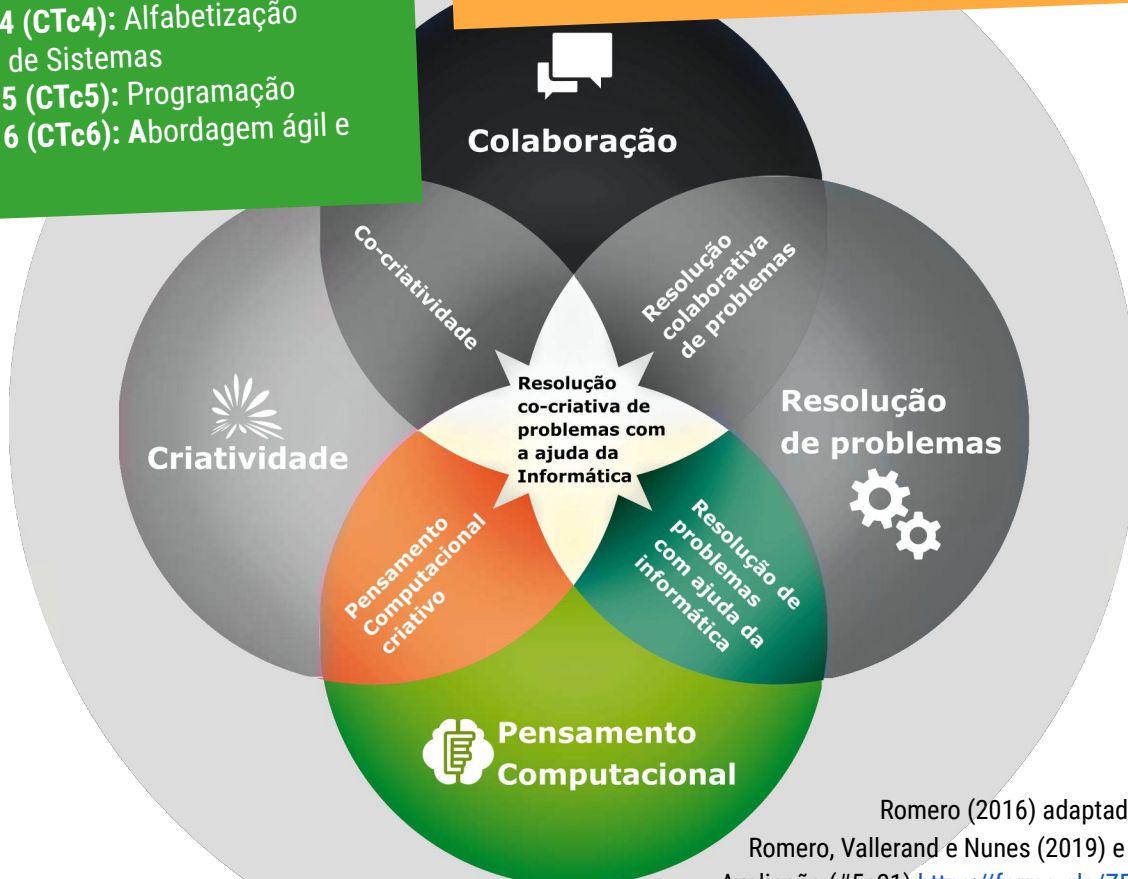 4 (CTc4): Alfabetização
de Sistemas
5 (CTc5): Programação
6 (CTc6): Abordagem ágil e
Colaboração
Co-criatividade
Resolução
colaborativa
de problemas
Resolução
co-criativa de
problemas com
a ajuda da
Informática
Criatividade
Resolução
de problemas
Pensamento
Computacional
criativo
Resolução de
problemas
com ajuda da
informática
Pensamento
Computacional
Romero (2016) adaptad
Romero, Vallerand e Nunes (2019) e